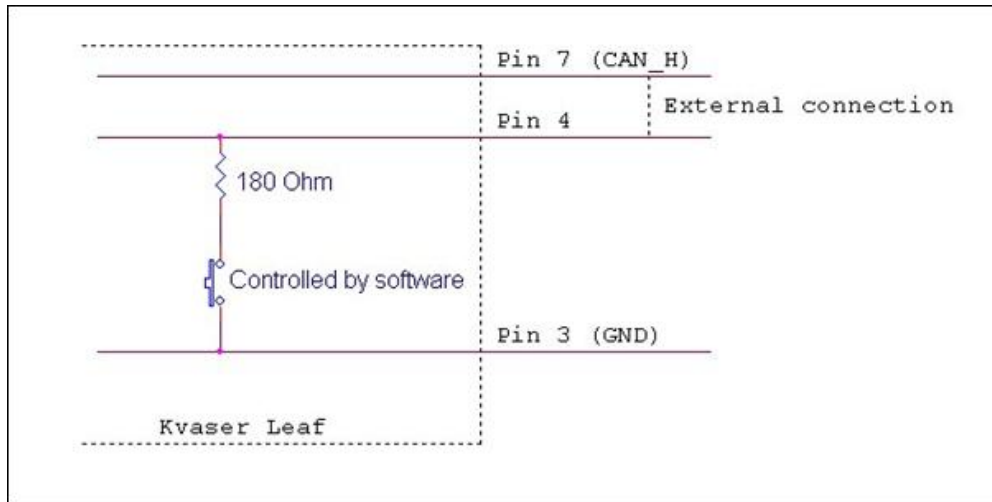 Pin 7 (CAN_H)
External connection
Pin 4
180 Ohm
Controlled by software
Pin 3 (GND)
Kvaser Leaf